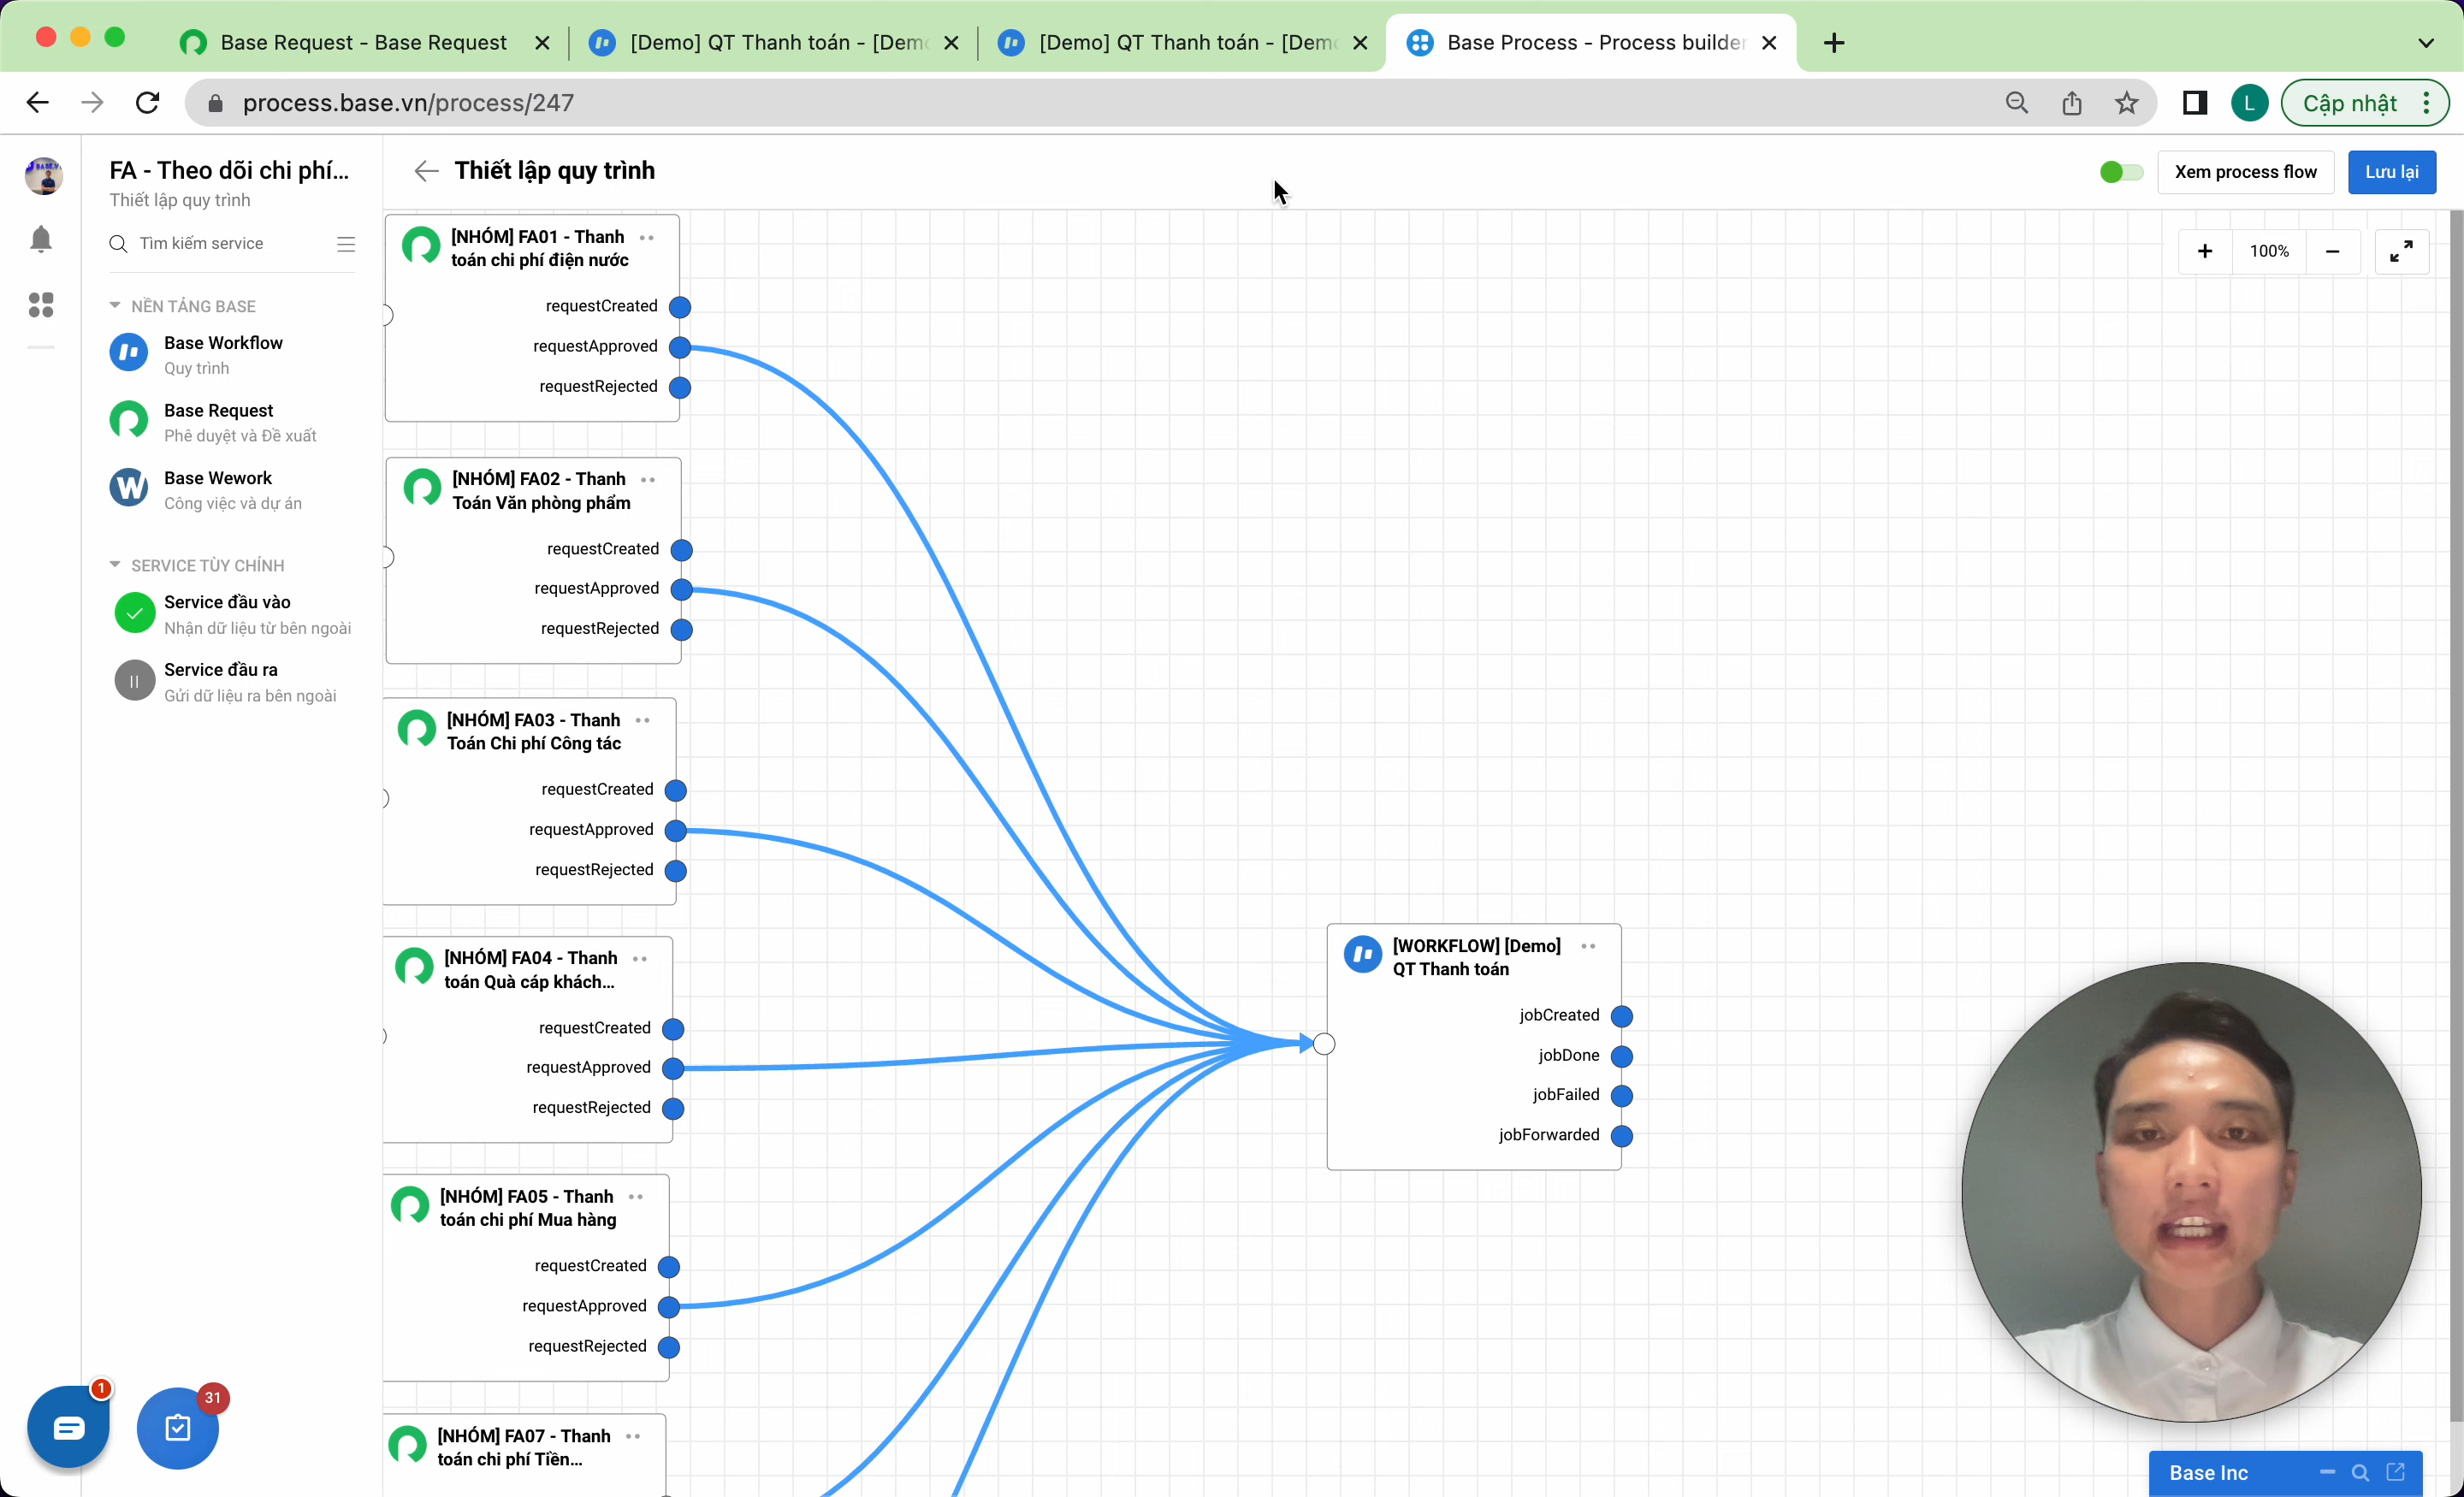 Base Request - Base Request
[Demo] QT Thanh toán - [Dem
[Demo] QT Thanh toán - [Dem
Base Process - Process builder
process.base.vn/process/247
L
Cập nhật
FA - Theo dõi chi phí...
Thiết lập quy trình
Tìm kiếm service
NỀN TẢNG BASE
Base Workflow
Quy trình
Base Request
Phê duyệt và Đề xuất
W
Base Wework
Công việc và dự án
SERVICE TÙY CHỈNH
Service đầu vào
Nhận dữ liệu từ bên ngoài
Service đầu ra
Gửi dữ liệu ra bên ngoài
1
31
Thiết lập quy trình
Xem process flow
Lưu lại
+
100%
−
[NHÓM] FA01 - Thanh
toán chi phí điện nước
requestCreated
requestApproved
requestRejected
[NHÓM] FA02 - Thanh
Toán Văn phòng phẩm
requestCreated
requestApproved
requestRejected
[NHÓM] FA03 - Thanh
Toán Chi phí Công tác
requestCreated
requestApproved
requestRejected
[NHÓM] FA04 - Thanh
toán Quà cáp khách...
requestCreated
requestApproved
requestRejected
[NHÓM] FA05 - Thanh
toán chi phí Mua hàng
requestCreated
requestApproved
requestRejected
[NHÓM] FA07 - Thanh
toán chi phí Tiền...
[WORKFLOW] [Demo]
QT Thanh toán
jobCreated
jobDone
jobFailed
jobForwarded
Base Inc